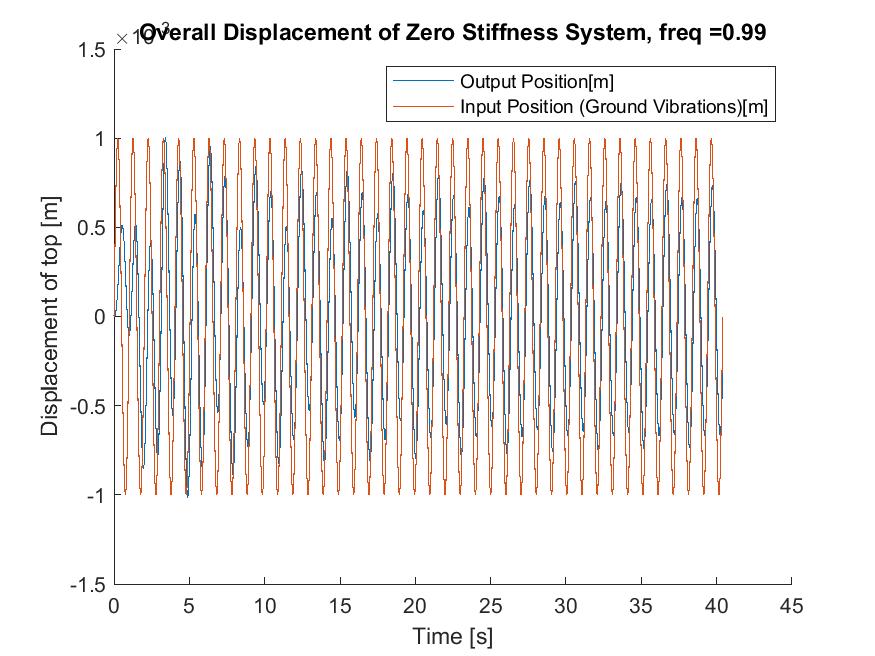 Overall Displacement of Zero Stiffness System, freq =0.99
×10-3
Output Position[m]
Input Position (Ground Vibrations)[m]
Displacement of top [m]
1.5
1
0.5
0
-0.5
-1
-1.5
0 5 10 15 20 25 30 35 40 45
Time [s]